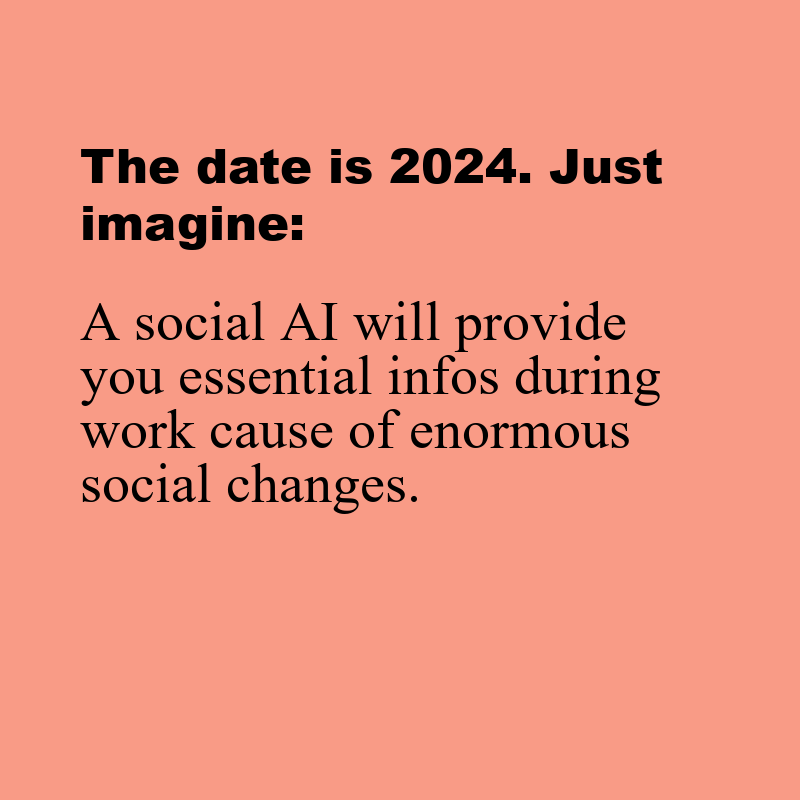 The date is 2024. Just
imagine:
A social AI will provide
you essential infos during
work cause of enormous
social changes.